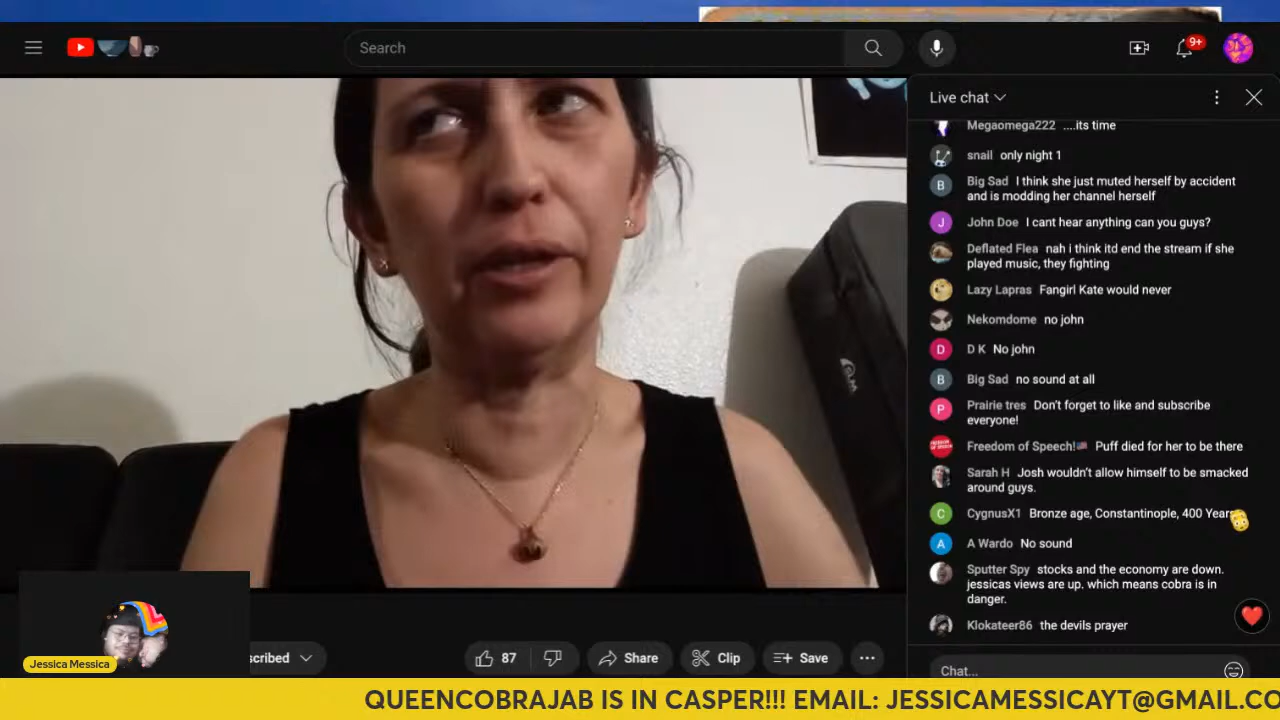 Search
9+
Live chat
Megaomega222 ....its time
snail only night 1
Big Sad I think she just muted herself by accident
and is modding her channel herself
John Doe I cant hear anything can you guys?
Deflated Flea nah i think itd end the stream if she
played music, they fighting
Lazy Lapras Fangirl Kate would never
Nekomdome no john
D K No john
Big Sad no sound at all
Prairie tres Don't forget to like and subscribe
everyone!
Freedom of Speech!🇺🇸 Puff died for her to be there
Sarah H Josh wouldn't allow himself to be smacked
around guys.
CygnusX1 Bronze age, Constantinople, 400 Years
A Wardo No sound
Sputter Spy stocks and the economy are down.
jessicas views are up. which means cobra is in
danger.
Klokateer86 the devils prayer
Jessica Messica
scribed
87
Share
Clip
Save
Chat...
QUEENCOBRAJAB IS IN CASPER!!! EMAIL: JESSICAMESSICAYT@GMAIL.CO